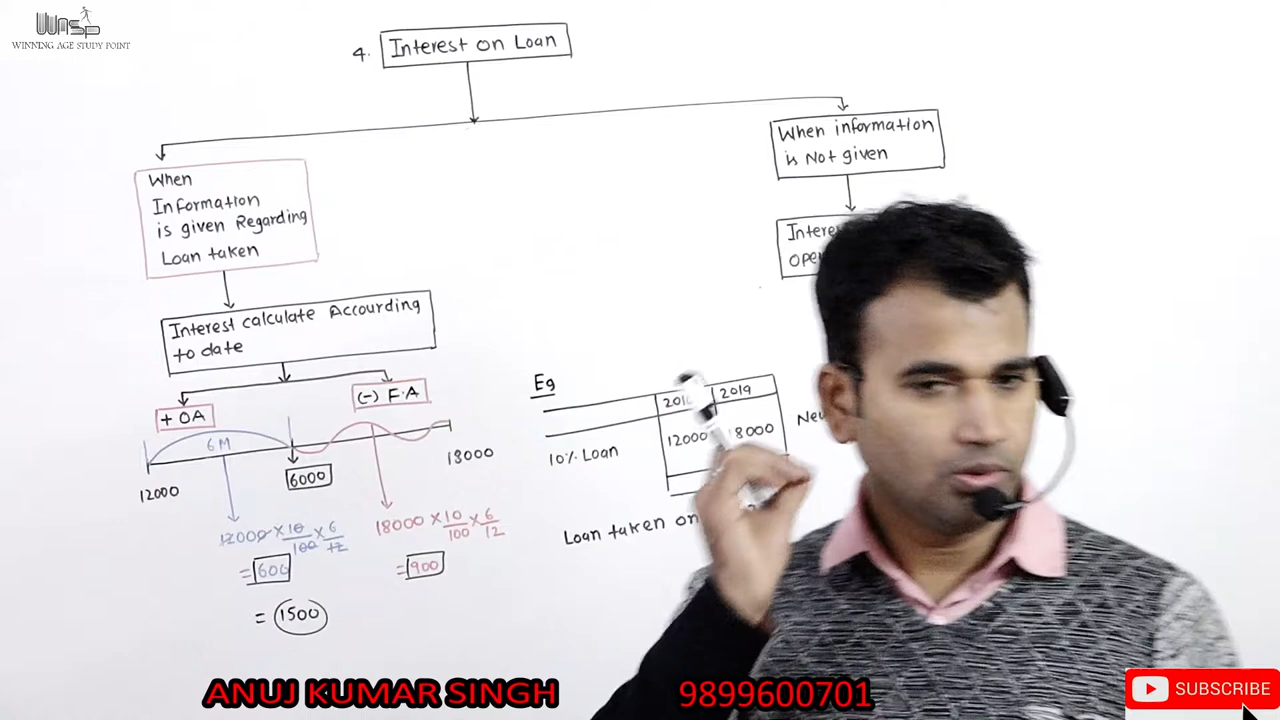 WASP
WINNING AGE STUDY POINT
4. Interest on Loan
When
Information
is given Regarding
Loan taken
When information
is Not given
Interest calculate Accourding
to date
+ OA
(-) F.A
6M
12000
6000
18000
12000 × 10/100 × 6/12
= 600
18000 × 10/100 × 6/12
= 900
= 1500
Eg
2019
10% Loan
12000
18000
Loan taken on
ANUJ KUMAR SINGH
9899600701
SUBSCRIBE